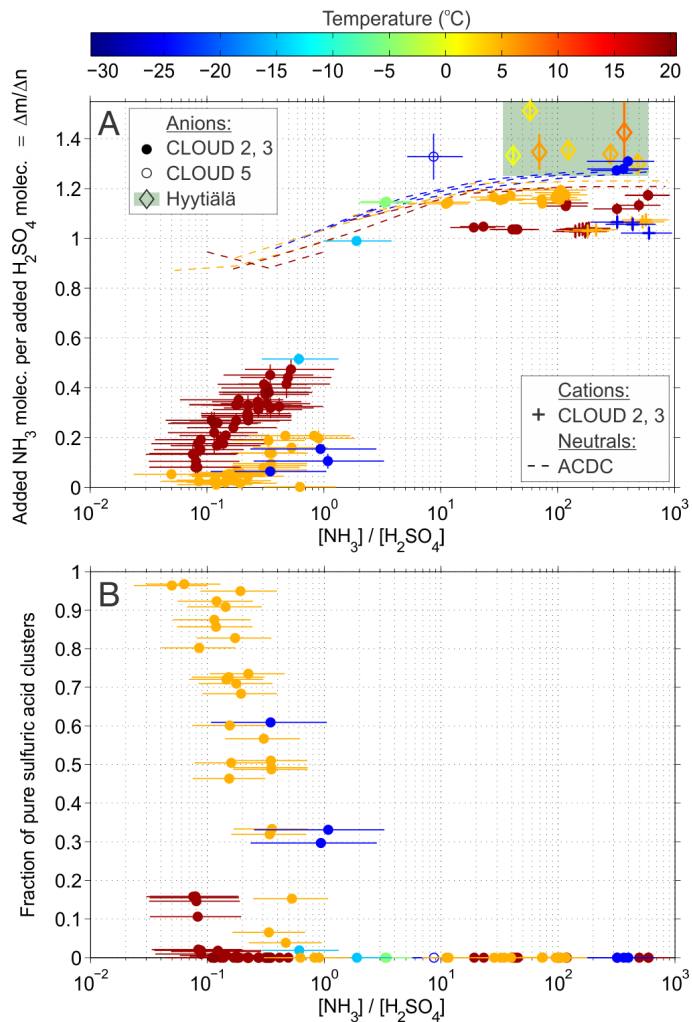 Temperature (°C)
−30 −25 −20 −15 −10 −5 0 5 10 15 20
A
Anions:
CLOUD 2, 3
CLOUD 5
Hyytiälä
Cations:
CLOUD 2, 3
Neutrals:
ACDC
Added NH3 molec. per added H2SO4 molec. = Δm/Δn
1.4
1.2
1
0.8
0.6
0.4
0.2
0
10−2 10−1 100 101 102 103
[NH3] / [H2SO4]
B
Fraction of pure sulfuric acid clusters
1
0.9
0.8
0.7
0.6
0.5
0.4
0.3
0.2
0.1
0
10−2 10−1 100 101 102 103
[NH3] / [H2SO4]